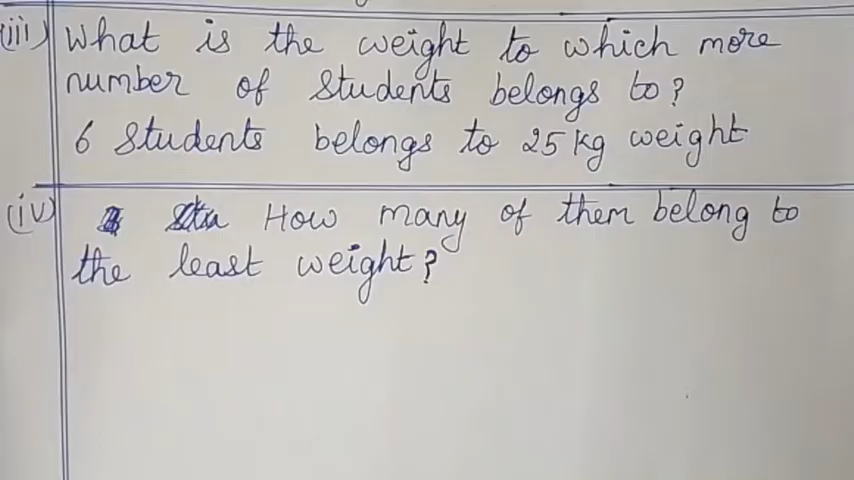 (iii) What is the weight to which more
number of students belongs to?
6 students belongs to 25 kg weight
(iv) How many of them belong to
the least weight?